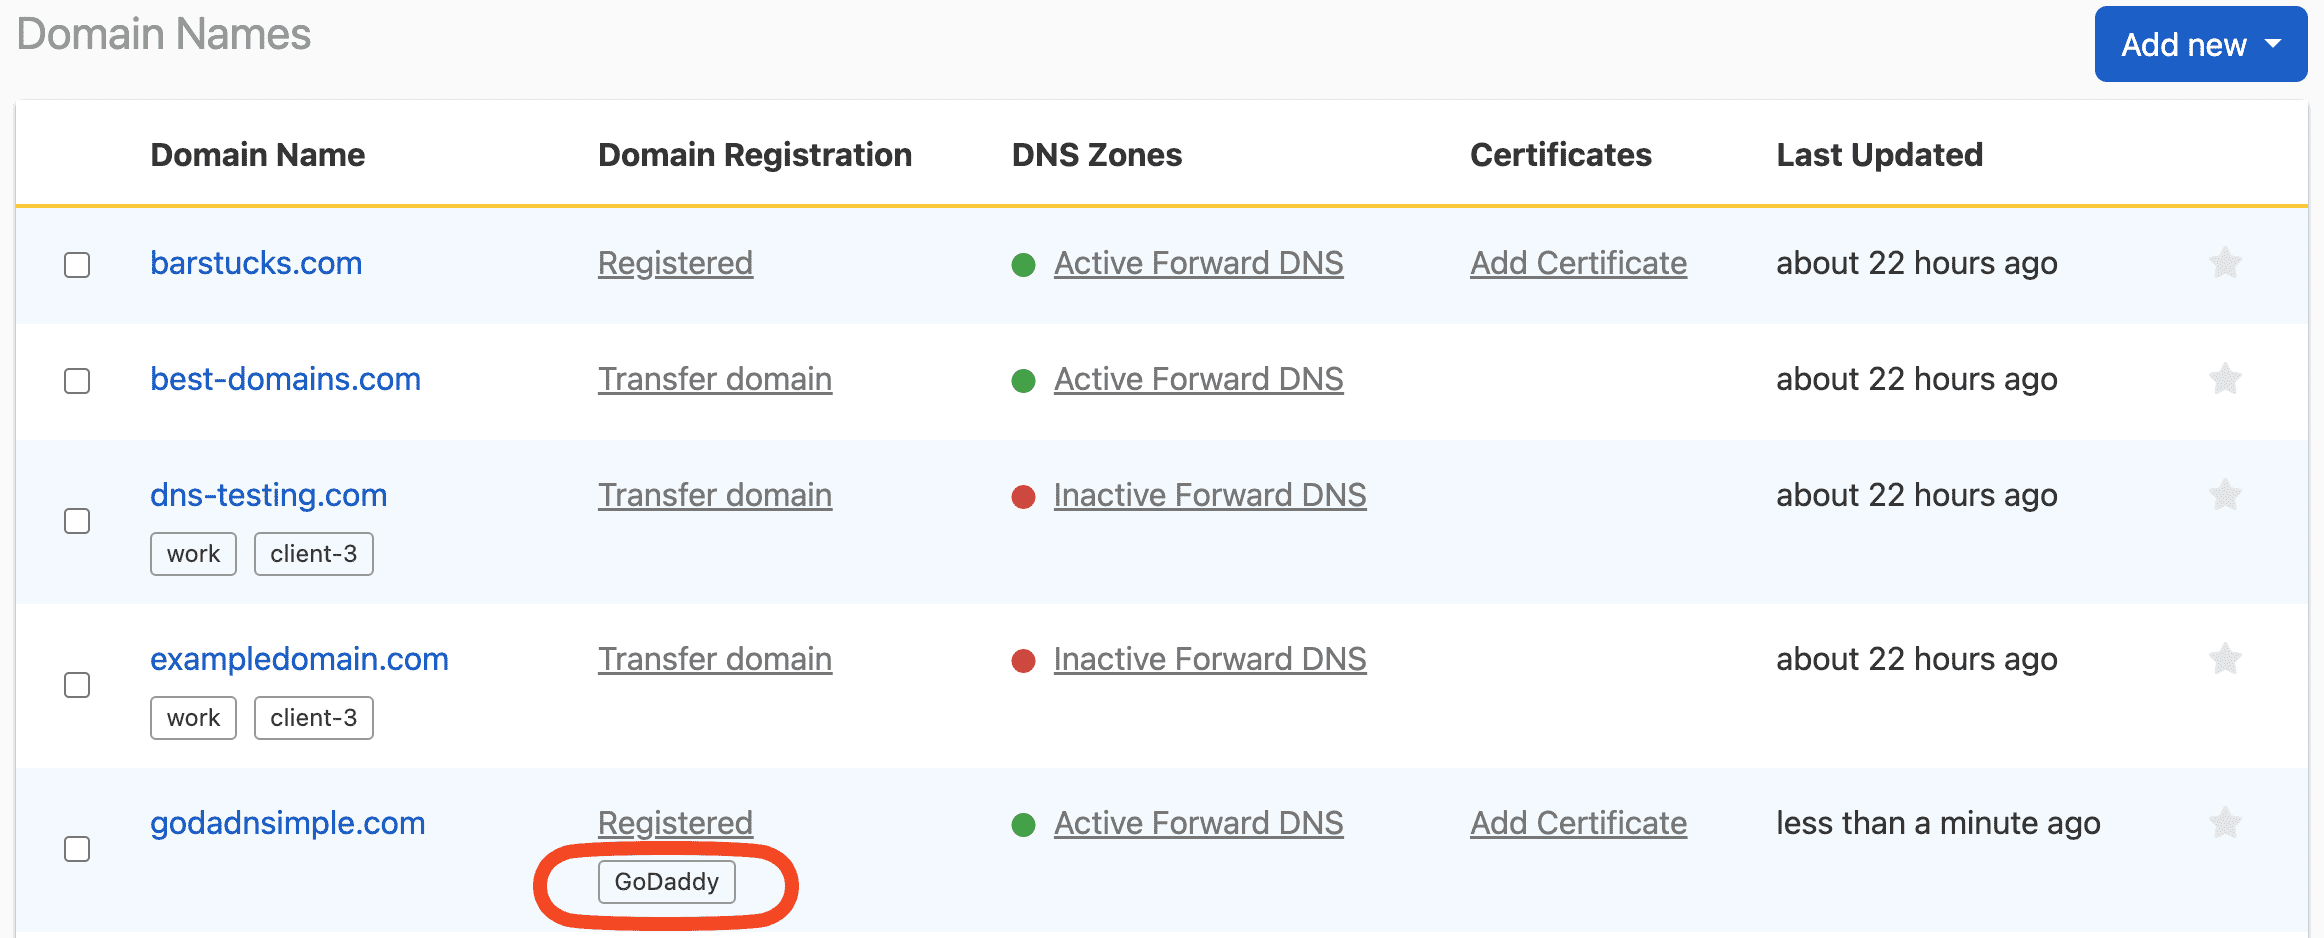 Domain Names
Add new
Domain Name Domain Registration DNS Zones Certificates Last Updated
barstucks.com Registered Active Forward DNS Add Certificate about 22 hours ago
best-domains.com Transfer domain Active Forward DNS about 22 hours ago
dns-testing.com Transfer domain Inactive Forward DNS about 22 hours ago
work client-3
exampledomain.com Transfer domain Inactive Forward DNS about 22 hours ago
work client-3
godadnsimple.com Registered Active Forward DNS Add Certificate less than a minute ago
GoDaddy